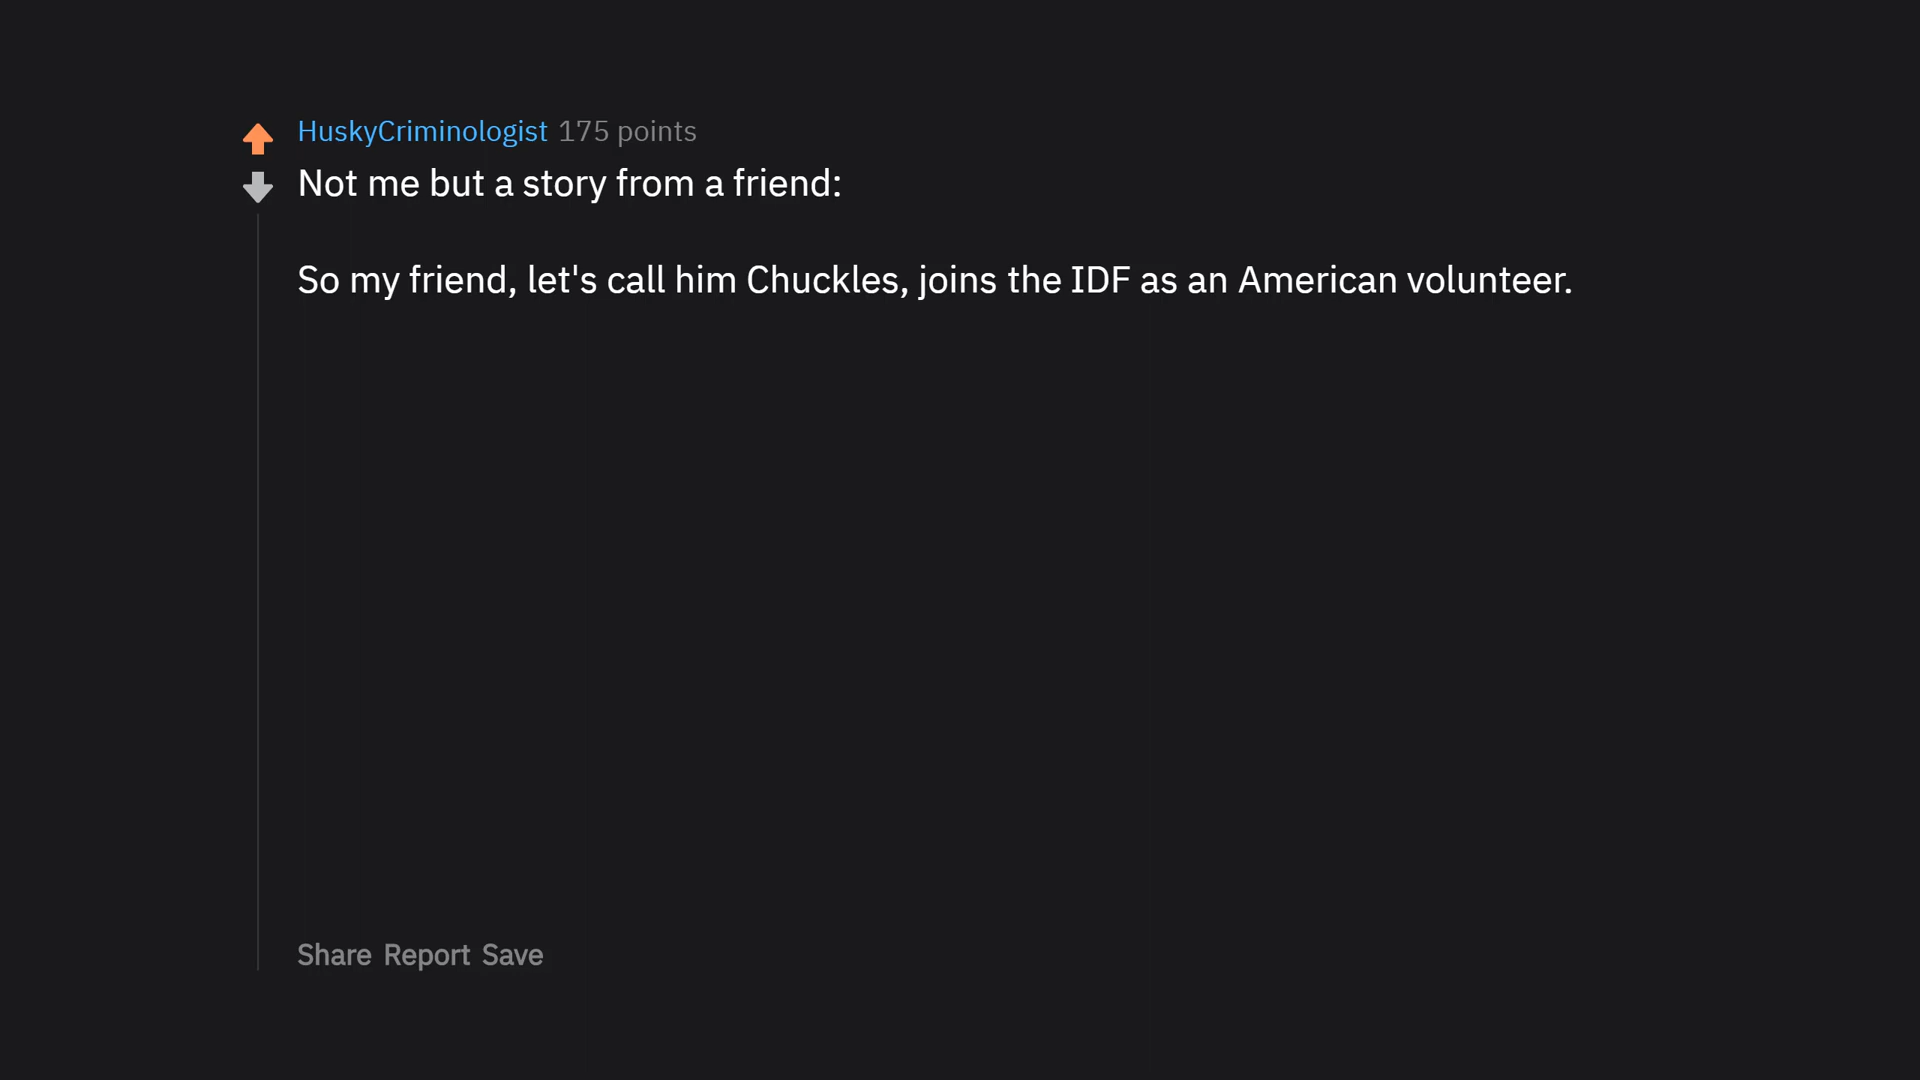 HuskyCriminologist 175 points
Not me but a story from a friend:
So my friend, let's call him Chuckles, joins the IDF as an American volunteer.
Share Report Save